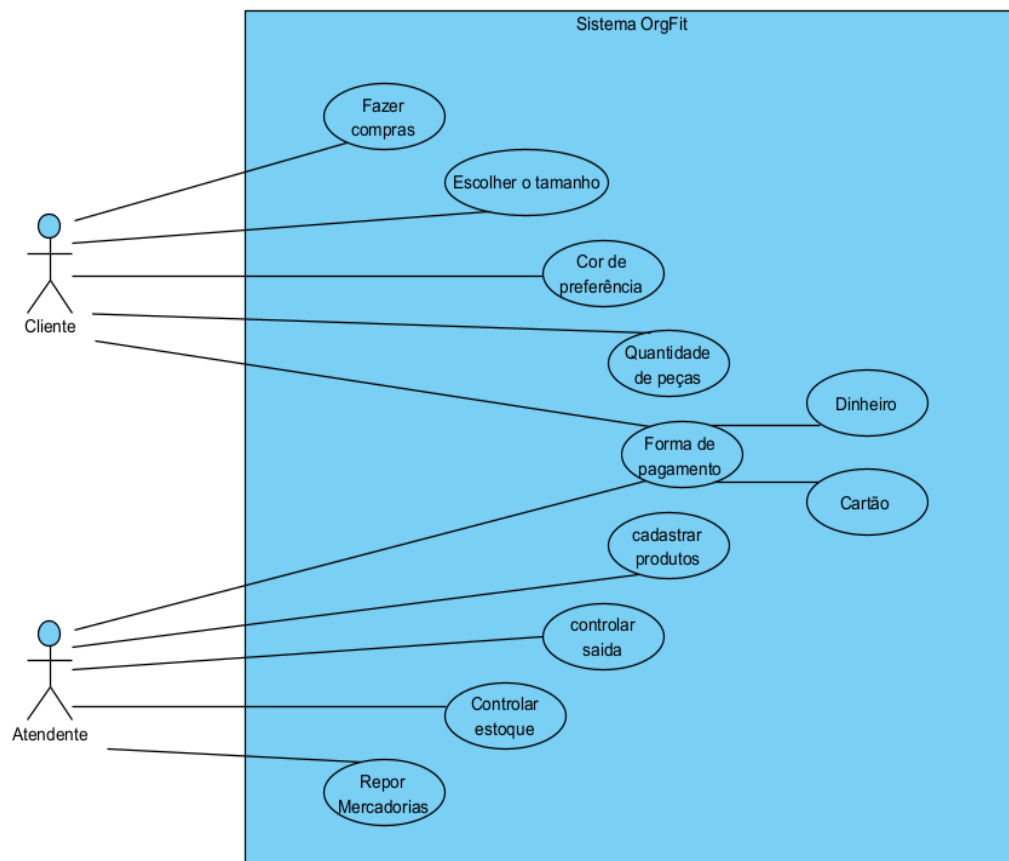 Sistema OrgFit
Fazer
compras
Escolher o tamanho
Cor de
preferência
Cliente
Quantidade
de peças
Dinheiro
Forma de
pagamento
Cartão
cadastrar
produtos
controlar
saida
Controlar
estoque
Atendente
Repor
Mercadorias